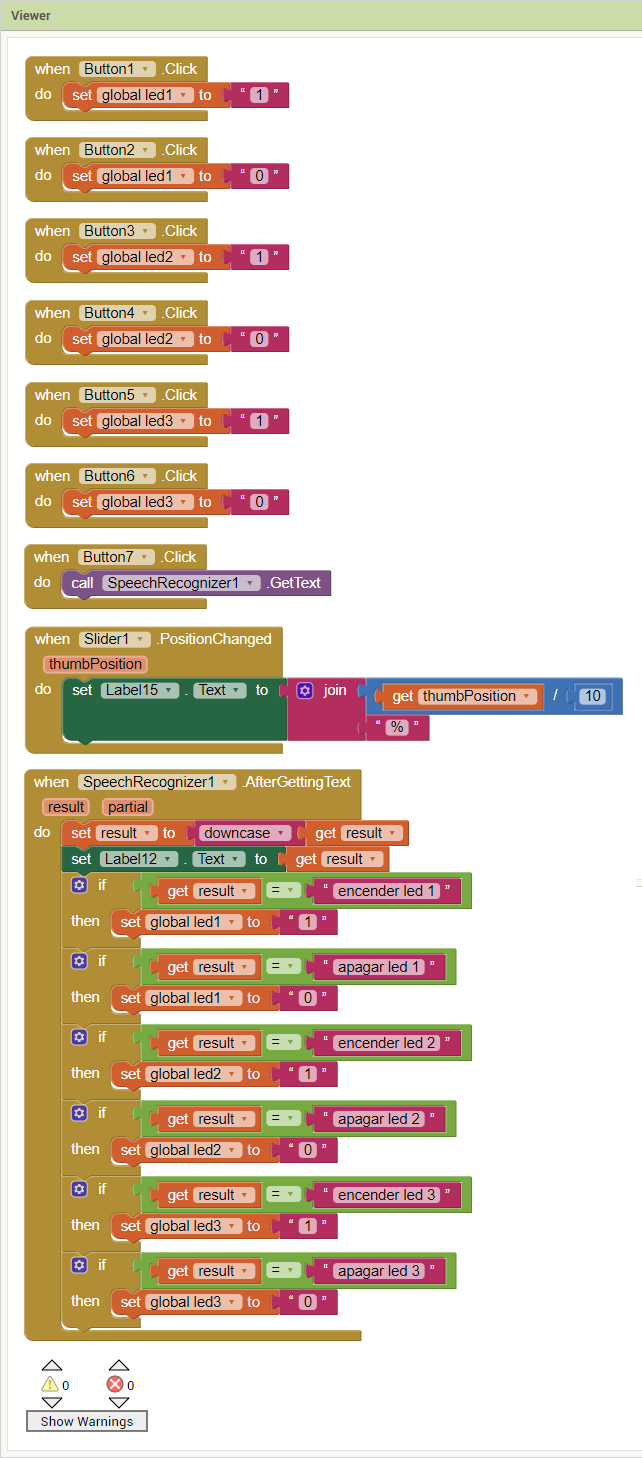 Viewer
when Button1 .Click
do set global led1 to “ 1 ”
when Button2 .Click
do set global led1 to “ 0 ”
when Button3 .Click
do set global led2 to “ 1 ”
when Button4 .Click
do set global led2 to “ 0 ”
when Button5 .Click
do set global led3 to “ 1 ”
when Button6 .Click
do set global led3 to “ 0 ”
when Button7 .Click
do call SpeechRecognizer1 .GetText
when Slider1 .PositionChanged
thumbPosition
do set Label15 . Text to join get thumbPosition / 10
“ % ”
when SpeechRecognizer1 .AfterGettingText
result partial
do set result to downcase get result
set Label12 . Text to get result
if get result = “ encender led 1 ”
then set global led1 to “ 1 ”
if get result = “ apagar led 1 ”
then set global led1 to “ 0 ”
if get result = “ encender led 2 ”
then set global led2 to “ 1 ”
if get result = “ apagar led 2 ”
then set global led2 to “ 0 ”
if get result = “ encender led 3 ”
then set global led3 to “ 1 ”
if get result = “ apagar led 3 ”
then set global led3 to “ 0 ”
0 0
Show Warnings